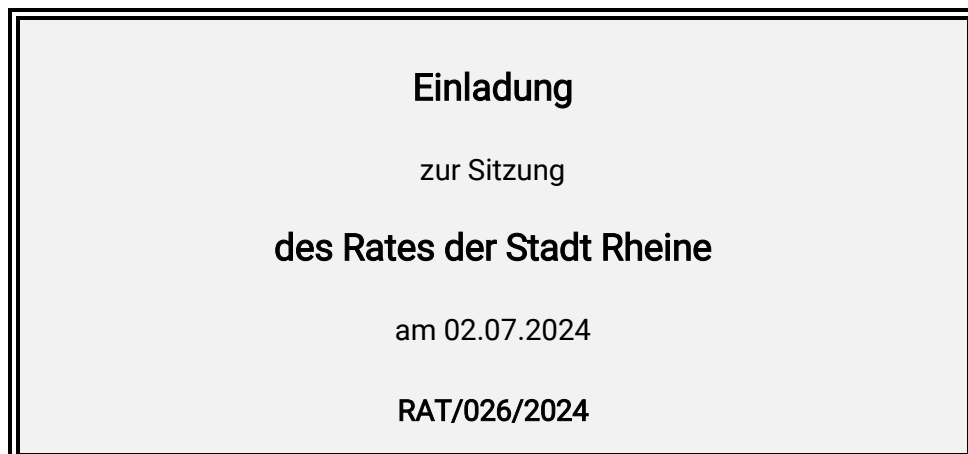 Einladung
zur Sitzung
des Rates der Stadt Rheine
am 02.07.2024
RAT/026/2024